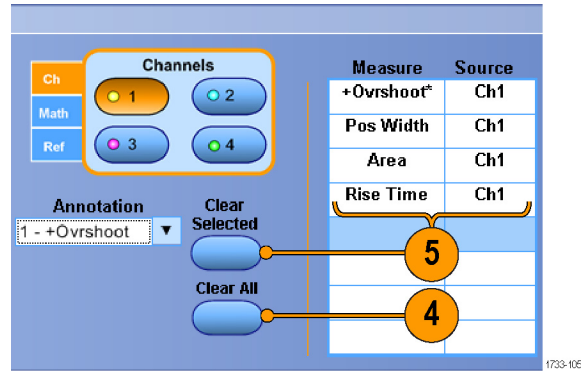 Channels
Ch
Math
Ref
1
2
3
4
Annotation
1 - +Ovrshoot
Clear
Selected
Clear All
Measure Source
+Ovrshoot* Ch1
Pos Width Ch1
Area Ch1
Rise Time Ch1
5
4
1733-105